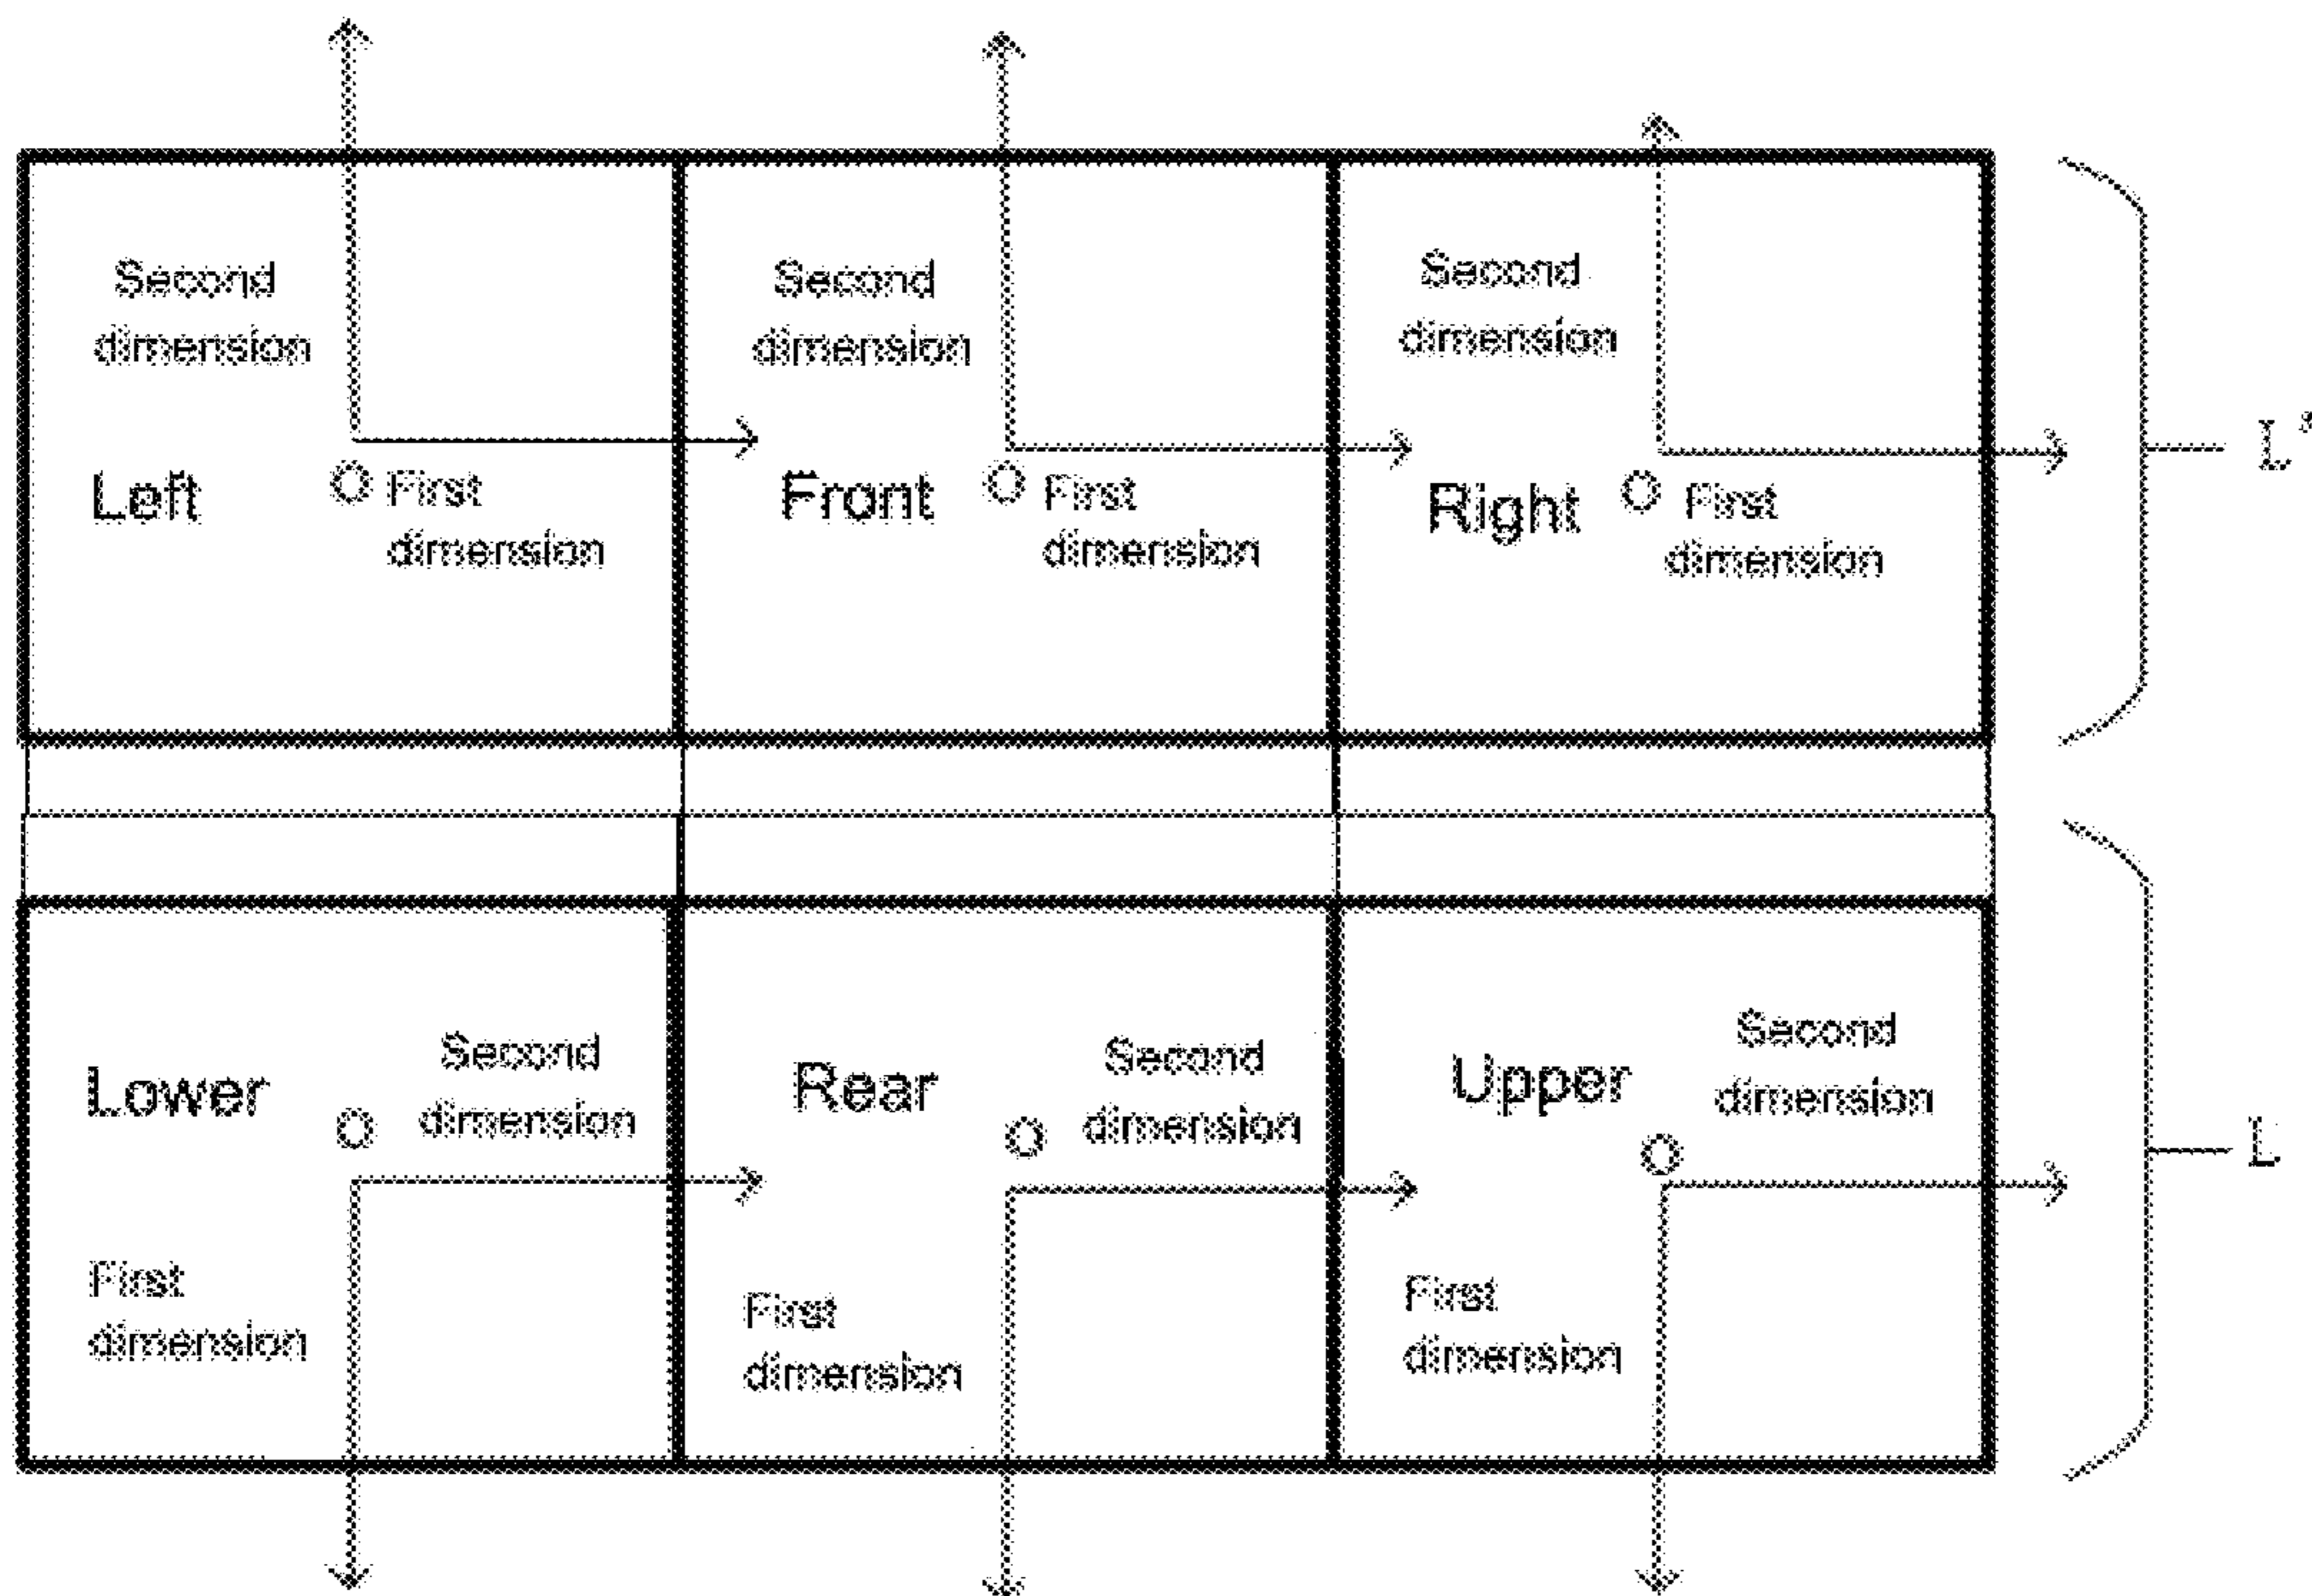 Second
dimension
Second
dimension
Second
dimension
Left
O First
dimension
Front
O First
dimension
Right
O First
dimension
L'
Lower
O
Second
dimension
Rear
O
Second
dimension
Upper
O
Second
dimension
L
First
dimension
First
dimension
First
dimension